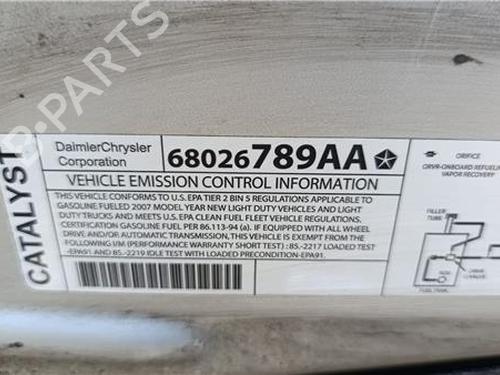 B-PARTS
CATALYST
DaimlerChrysler
Corporation
68026789AA
VEHICLE EMISSION CONTROL INFORMATION
THIS VEHICLE CONFORMS TO U.S. EPA TIER 2 BIN 5 REGULATIONS APPLICABLE TO
GASOLINE FUELED 2007 MODEL YEAR NEW LIGHT DUTY VEHICLES AND LIGHT
DUTY TRUCKS AND MEETS U.S. EPA CLEAN FUEL FLEET VEHICLE REGULATIONS.
CERTIFICATION GASOLINE FUEL PER 86.113-94 (a). IF EQUIPPED WITH ALL WHEEL
DRIVE AND/OR AUTOMATIC TRANSMISSION, THIS VEHICLE IS EXEMPT FROM THE
FOLLOWING I/M (PERFORMANCE WARRANTY SHORT TEST) : 85.-2217 LOADED TEST
-EPA91 AND 85.-2219 IDLE TEST WITH LOADED PRECONDITION-EPA91.
ORIFICE
ORVR-ONBOARD REFUELING
VAPOR RECOVERY
FILLER
TUBE
FUEL TANK